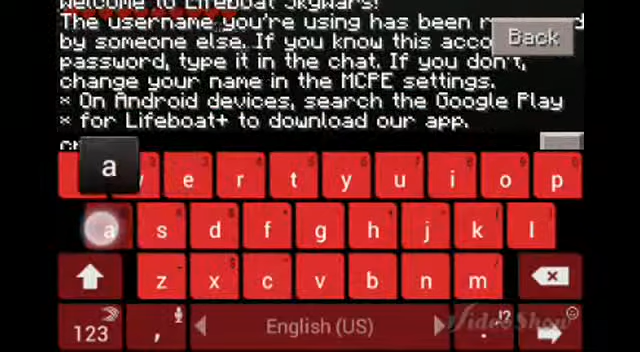 Welcome to Lifeboat SkyWars!
The username you're using has been
by someone else. If you know this
password, type it in the chat. If you don't,
change your name in the MCPE settings.
* On Android devices, search the Google Play
* for Lifeboat+ to download our app.
Back
a
e r t y u i o p
a s d f g h j k l
z x c v b n m
123 , English (US) . !?
VideoShow